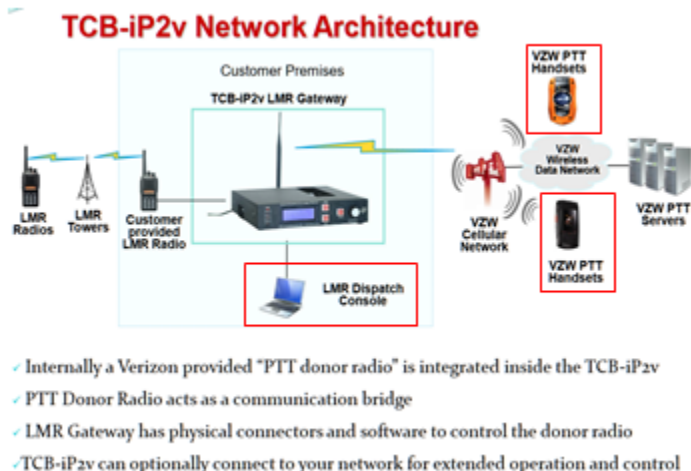 TCB-iP2v Network Architecture
Customer Premises
TCB-iP2v LMR Gateway
VZW PTT
Handsets
VZW
Wireless
Data Network
LMR
Radios
LMR
Towers
Customer
provided
LMR Radio
VZW
Cellular
Network
VZW PTT
Servers
LMR Dispatch
Console
VZW PTT
Handsets
✓ Internally a Verizon provided “PTT donor radio” is integrated inside the TCB-iP2v
✓ PTT Donor Radio acts as a communication bridge
✓ LMR Gateway has physical connectors and software to control the donor radio
✓TCB-iP2v can optionally connect to your network for extended operation and control